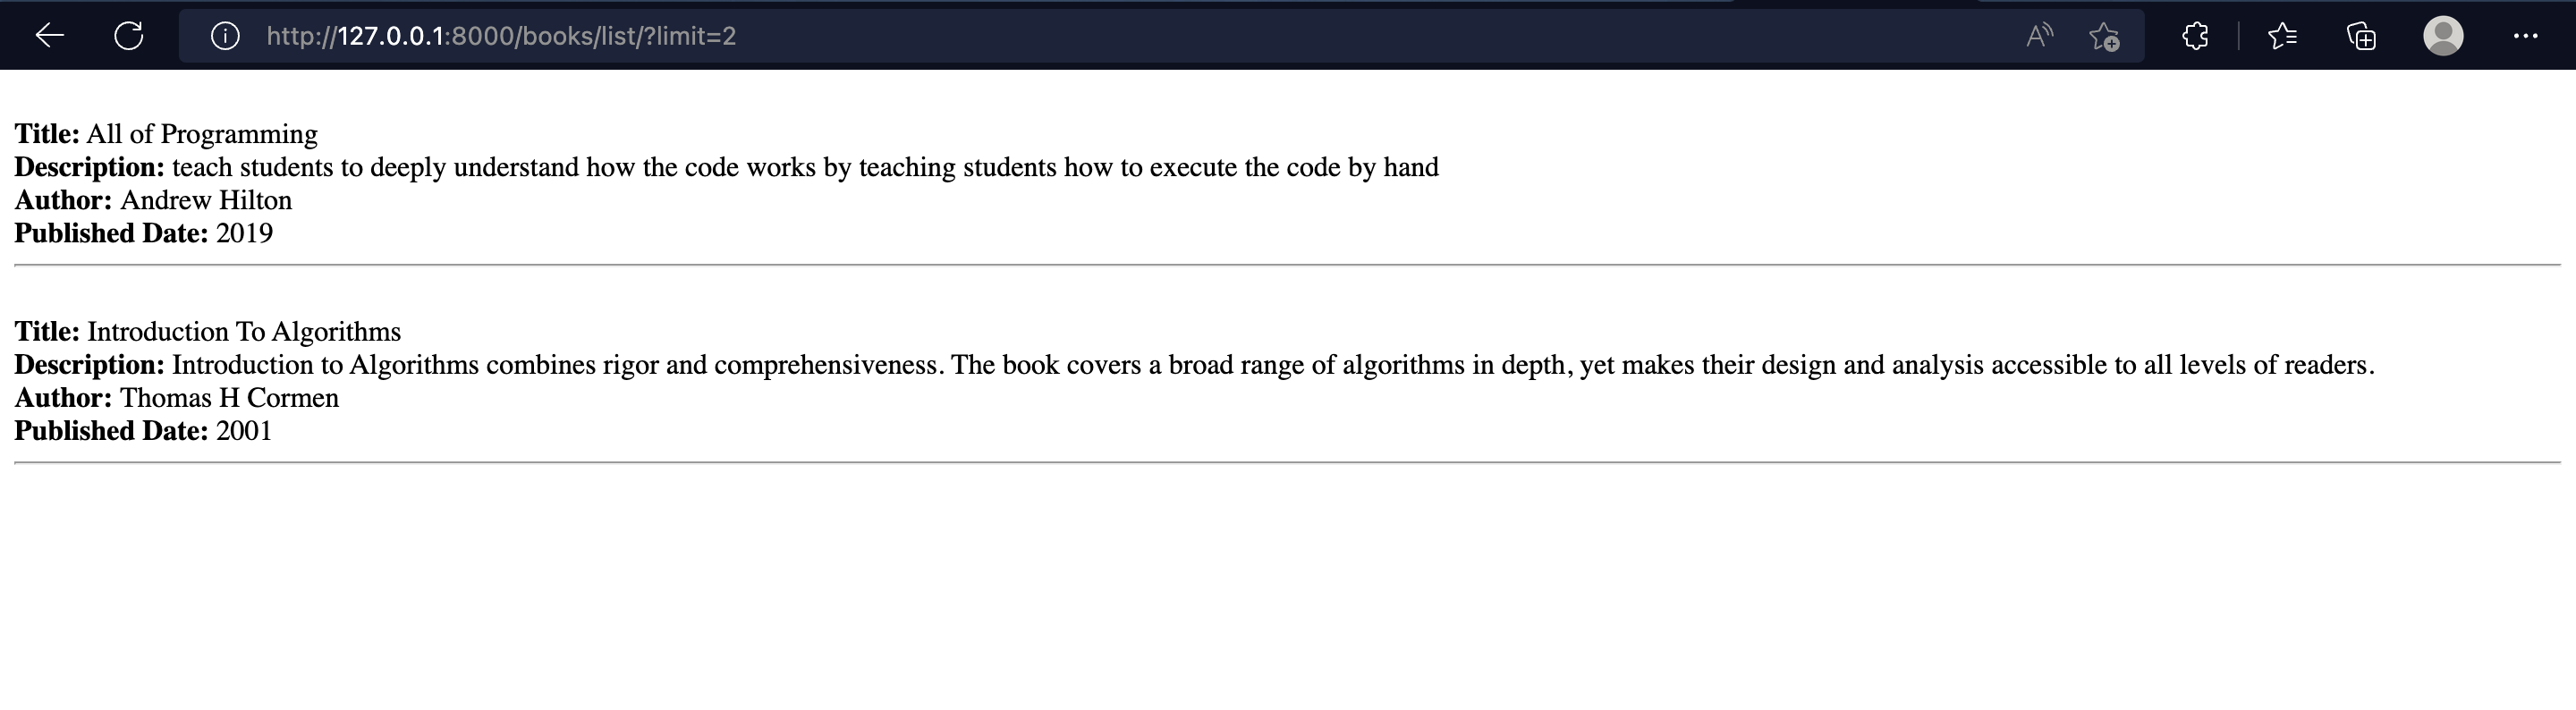 http://127.0.0.1:8000/books/list/?limit=2
Title: All of Programming
Description: teach students to deeply understand how the code works by teaching students how to execute the code by hand
Author: Andrew Hilton
Published Date: 2019
Title: Introduction To Algorithms
Description: Introduction to Algorithms combines rigor and comprehensiveness. The book covers a broad range of algorithms in depth, yet makes their design and analysis accessible to all levels of readers.
Author: Thomas H Cormen
Published Date: 2001